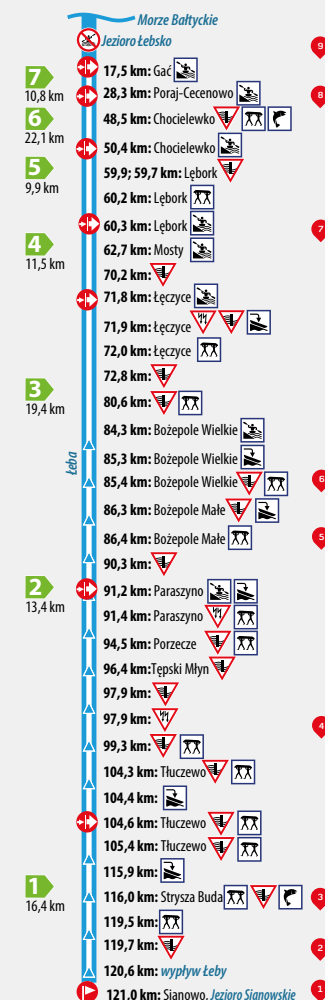 Morze Bałtyckie
Jezioro Łebsko
9
17,5 km: Gać
7
10,8 km
28,3 km: Poraj-Cecenowo
8
6
22,1 km
48,5 km: Chocielewko
50,4 km: Chocielewko
5
9,9 km
59,9; 59,7 km: Lębork
60,2 km: Lębork
60,3 km: Lębork
7
4
11,5 km
62,7 km: Mosty
70,2 km:
71,8 km: Łęczyce
71,9 km: Łęczyce
72,0 km: Łęczyce
72,8 km:
3
19,4 km
80,6 km:
84,3 km: Bożepole Wielkie
Łeba
85,3 km: Bożepole Wielkie
85,4 km: Bożepole Wielkie
6
86,3 km: Bożepole Małe
86,4 km: Bożepole Małe
5
90,3 km:
2
13,4 km
91,2 km: Paraszyno
91,4 km: Paraszyno
94,5 km: Porzecze
96,4 km:Tępski Młyn
97,9 km:
97,9 km:
4
99,3 km:
104,3 km: Tłuczewo
104,4 km:
104,6 km: Tłuczewo
105,4 km: Tłuczewo
115,9 km:
1
16,4 km
116,0 km: Strysza Buda
3
119,5 km:
119,7 km:
2
120,6 km: wypływ Łeby
121,0 km: Sianowo, Jezioro Sianowskie
1